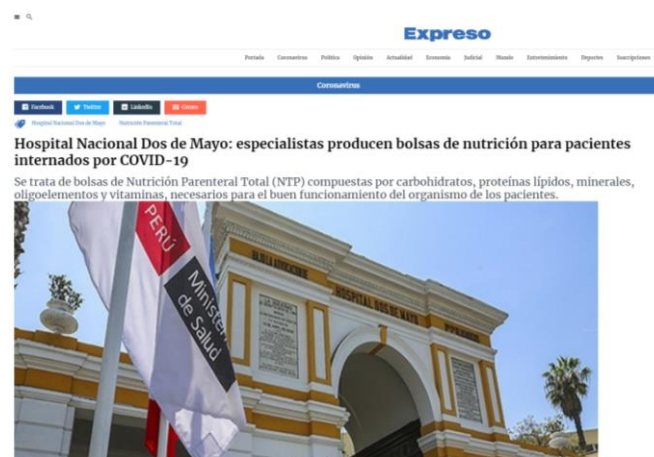 Expreso
Portada Coronavirus Política Opinión Actualidad Economía Judicial Mundo Entretenimiento Deportes Suscripciones
Coronavirus
Facebook Twitter LinkedIn Correo
Hospital Nacional Dos de Mayo Nutrición Parenteral Total
Hospital Nacional Dos de Mayo: especialistas producen bolsas de nutrición para pacientes
internados por COVID-19
Se trata de bolsas de Nutrición Parenteral Total (NTP) compuestas por carbohidratos, proteínas lípidos, minerales,
oligoelementos y vitaminas, necesarios para el buen funcionamiento del organismo de los pacientes.
PERÚ
Ministerio
de Salud
HOSPITAL DOS DE MAYO